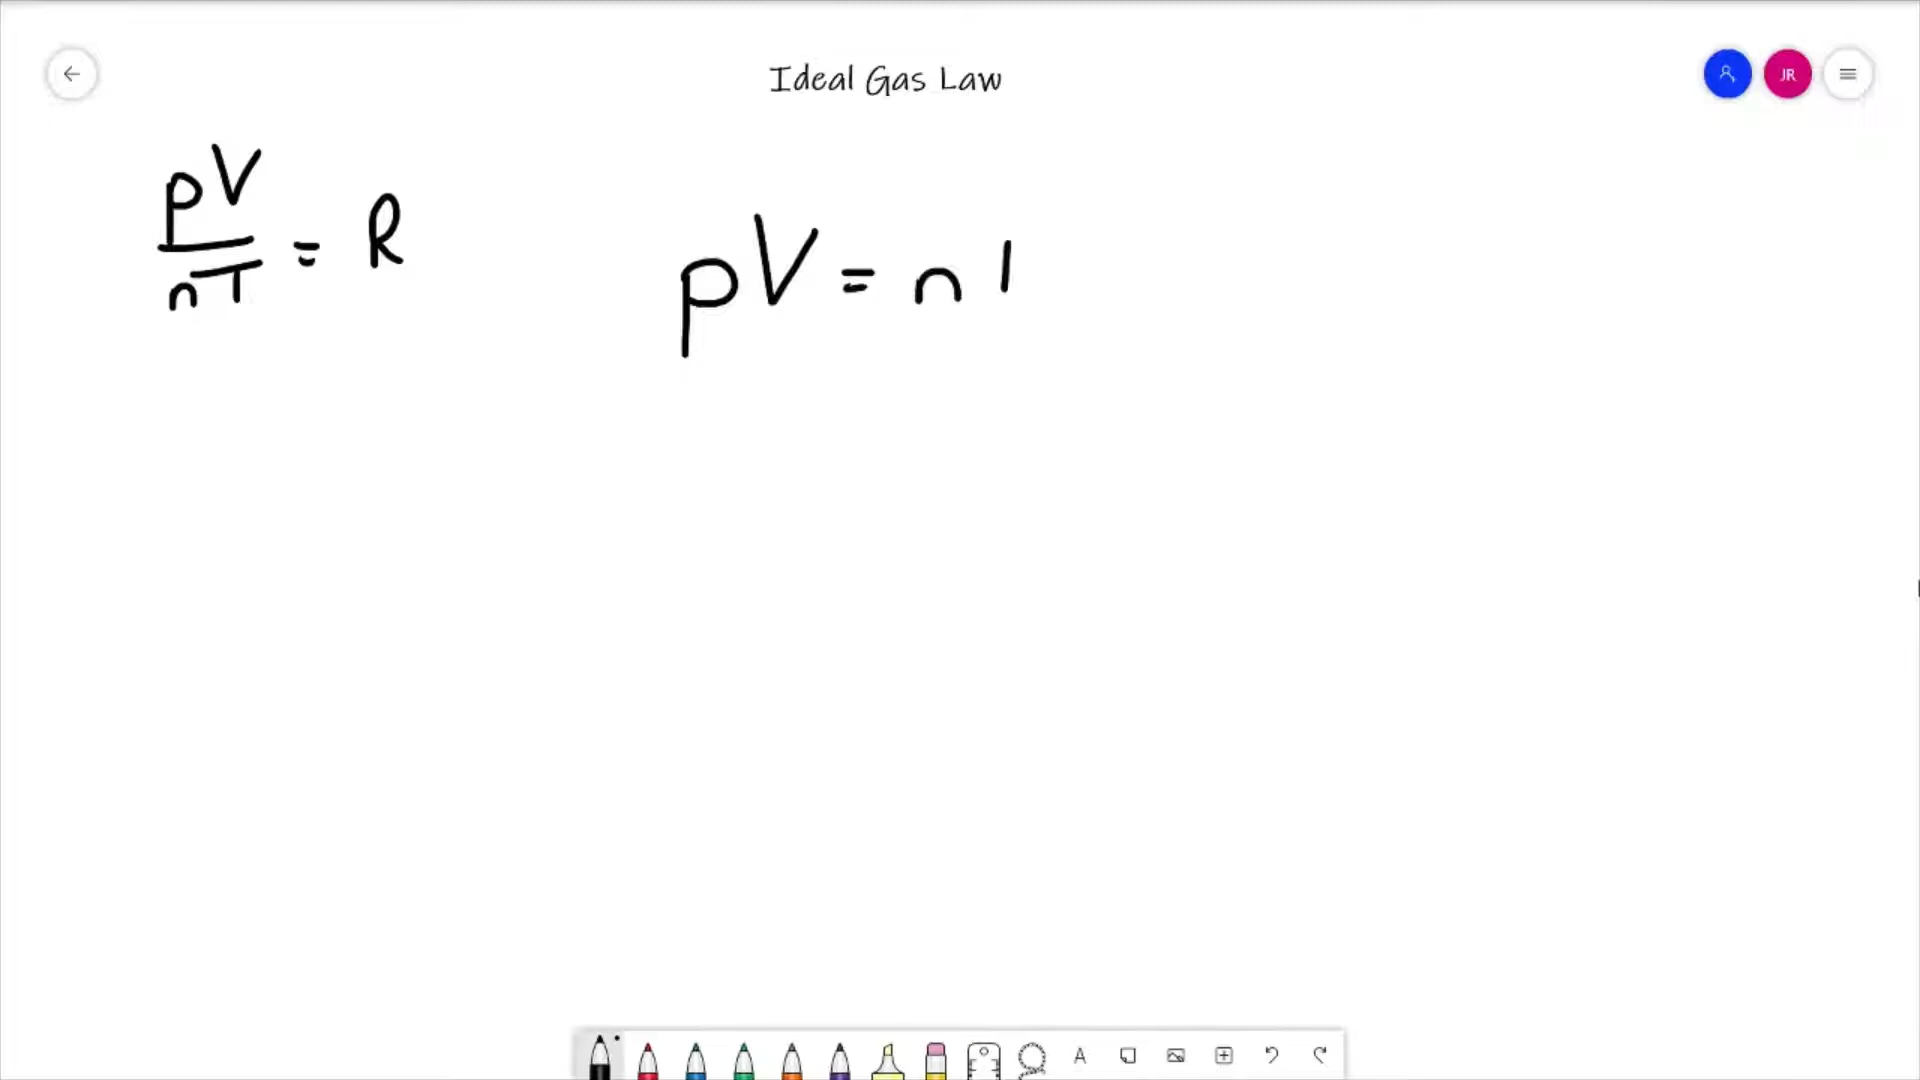 Ideal Gas Law
JR
pV
nT
= R
pV = n I
A